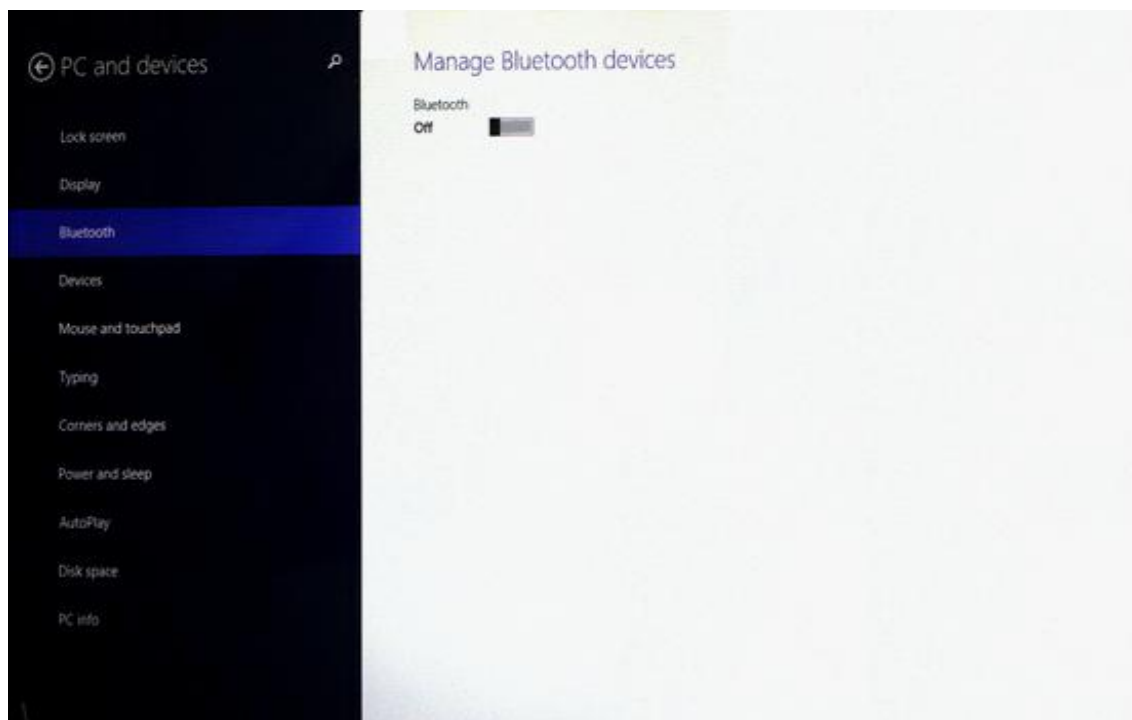 PC and devices
Lock screen
Display
Bluetooth
Devices
Mouse and touchpad
Typing
Corners and edges
Power and sleep
AutoPlay
Disk space
PC info
Manage Bluetooth devices
Bluetooth
Off